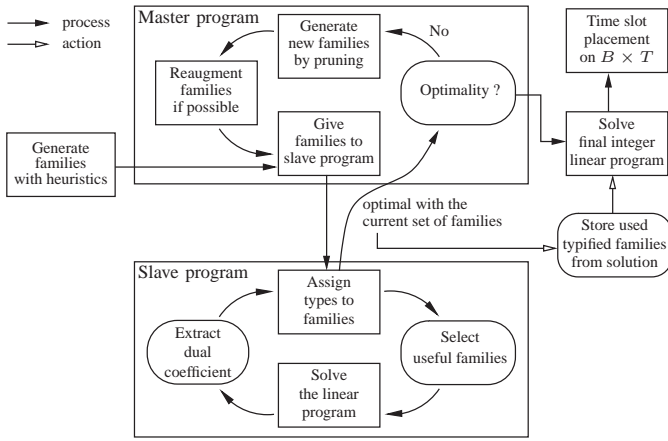 process
action
Master program
Generate
new families
by pruning
No
Reaugment
families
if possible
Optimality ?
Give
families to
slave program
Generate
families
with heuristics
Time slot
placement
on B × T
Solve
final integer
linear program
optimal with the
current set of families
Store used
typified families
from solution
Slave program
Assign
types to
families
Extract
dual
coefficient
Select
useful families
Solve
the linear
program